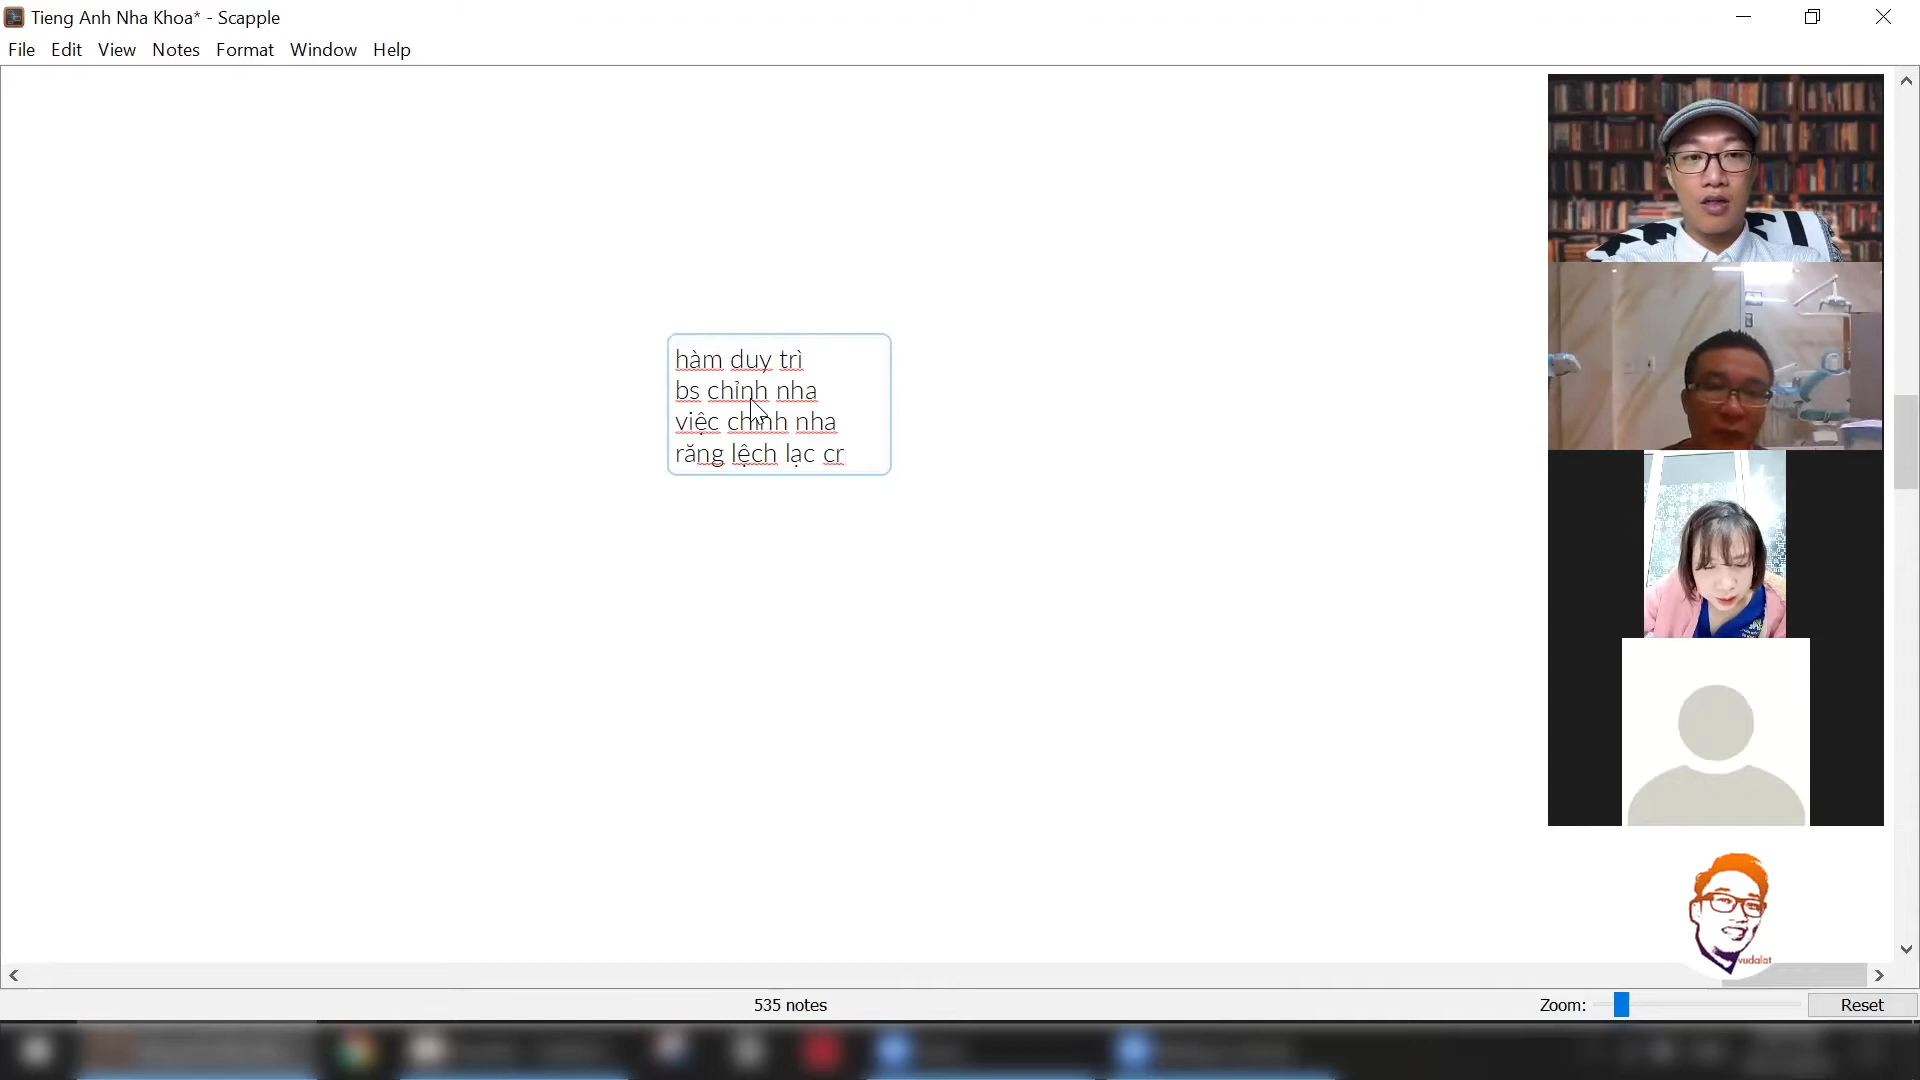 Tieng Anh Nha Khoa* - Scapple
File Edit View Notes Format Window Help
hàm duy trì
bs chỉnh nha
việc chỉnh nha
răng lệch lạc cr
vudalat
535 notes
Zoom:
Reset